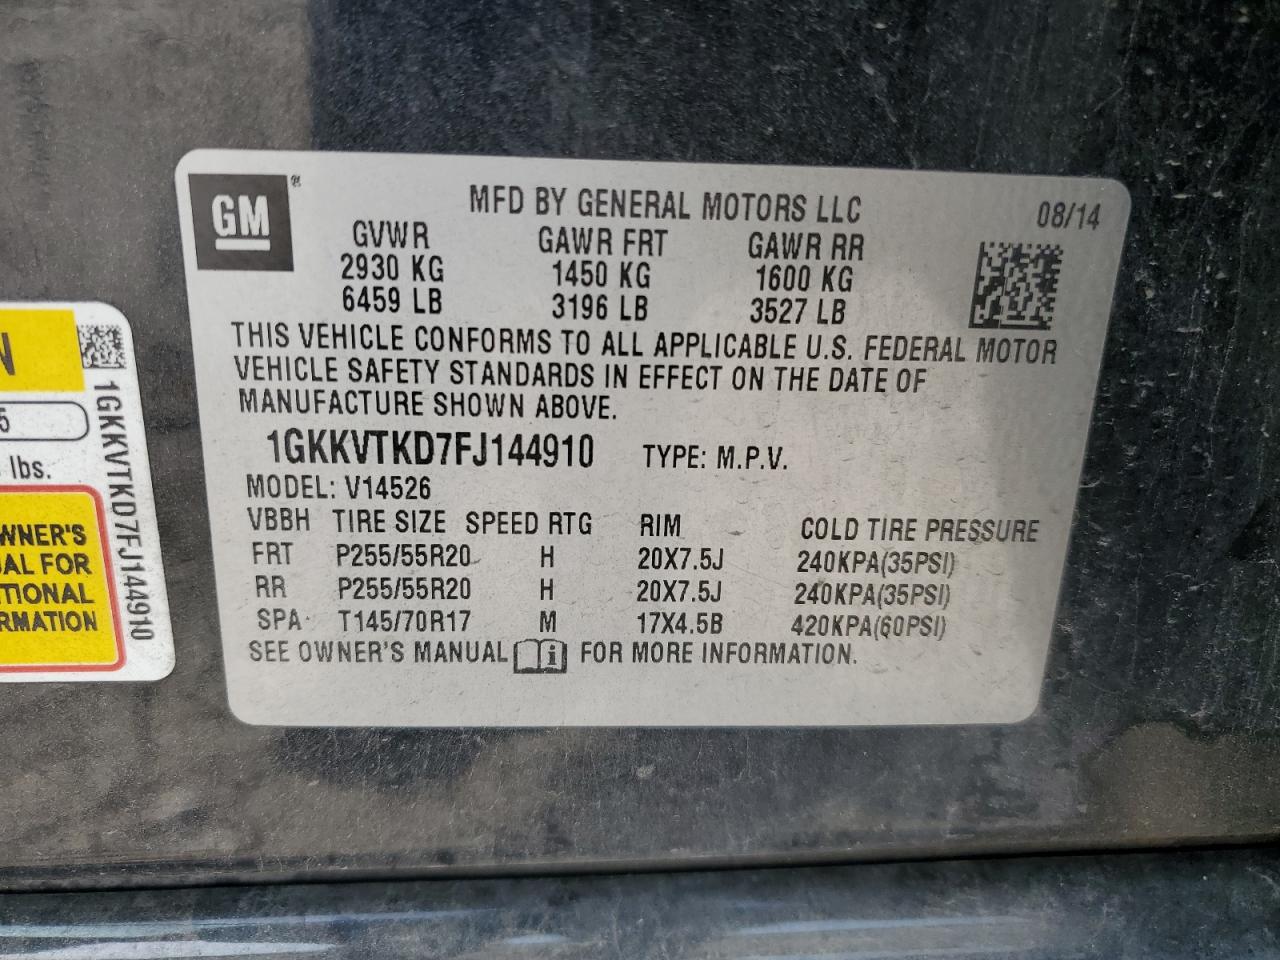 GM®
MFD BY GENERAL MOTORS LLC 08/14
GVWR GAWR FRT GAWR RR
2930 KG 1450 KG 1600 KG
6459 LB 3196 LB 3527 LB
THIS VEHICLE CONFORMS TO ALL APPLICABLE U.S. FEDERAL MOTOR
VEHICLE SAFETY STANDARDS IN EFFECT ON THE DATE OF
MANUFACTURE SHOWN ABOVE.
1GKKVTKD7FJ144910 TYPE: M.P.V.
MODEL: V14526
VBBH TIRE SIZE SPEED RTG RIM COLD TIRE PRESSURE
FRT P255/55R20 H 20X7.5J 240KPA(35PSI)
RR P255/55R20 H 20X7.5J 240KPA(35PSI)
SPA T145/70R17 M 17X4.5B 420KPA(60PSI)
SEE OWNER'S MANUAL i FOR MORE INFORMATION.
N
5
lbs.
WNER'S
UAL FOR
ITIONAL
RMATION
1GKKVTKD7FJ144910